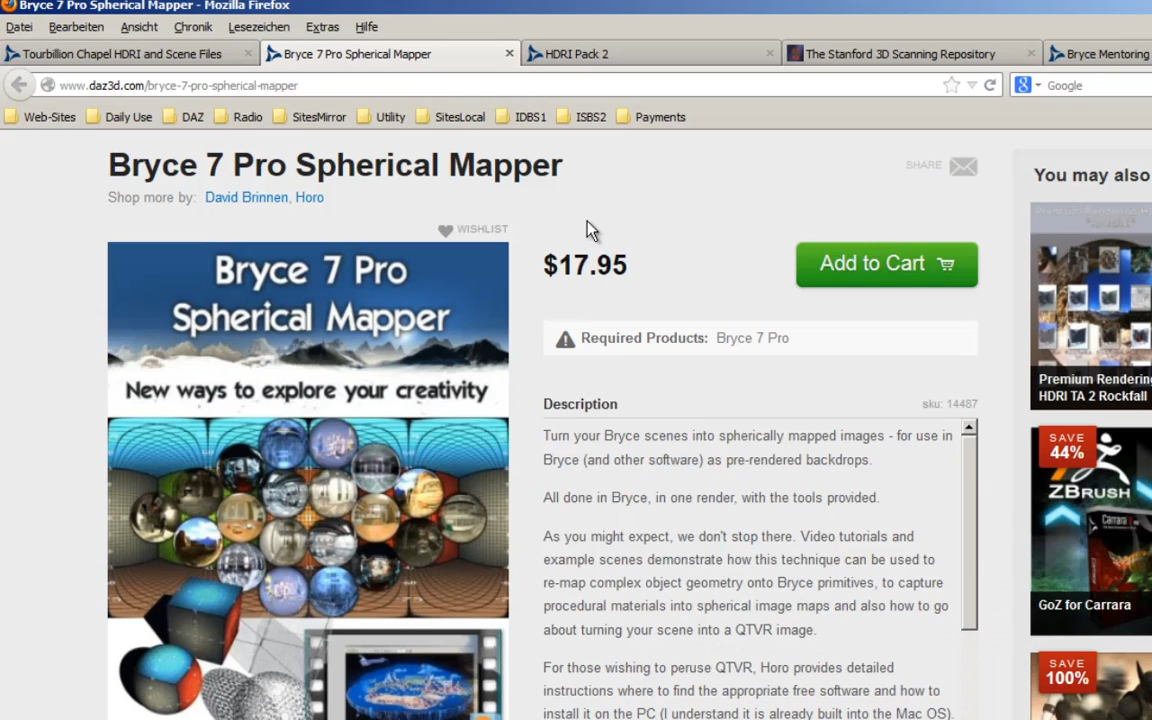 Bryce 7 Pro Spherical Mapper - Mozilla Firefox
Datei Bearbeiten Ansicht Chronik Lesezeichen Extras Hilfe
Tourbillion Chapel HDRI and Scene Files Bryce 7 Pro Spherical Mapper HDRI Pack 2 The Stanford 3D Scanning Repository Bryce Mentoring
www.daz3d.com/bryce-7-pro-spherical-mapper Google
Web-Sites Daily Use DAZ Radio SitesMirror Utility SitesLocal IDBS1 ISBS2 Payments
Bryce 7 Pro Spherical Mapper
SHARE
You may also
Shop more by: David Brinnen, Horo
WISHLIST
$17.95
Add to Cart
Bryce 7 Pro
Spherical Mapper
New ways to explore your creativity
Required Products: Bryce 7 Pro
Description sku: 14487
Turn your Bryce scenes into spherically mapped images - for use in
Bryce (and other software) as pre-rendered backdrops.
All done in Bryce, in one render, with the tools provided.
As you might expect, we don't stop there. Video tutorials and
example scenes demonstrate how this technique can be used to
re-map complex object geometry onto Bryce primitives, to capture
procedural materials into spherical image maps and also how to go
about turning your scene into a QTVR image.
For those wishing to peruse QTVR, Horo provides detailed
instructions where to find the appropriate free software and how to
install it on the PC (I understand it is already built into the Mac OS).
Premium Rendering
HDRI TA 2 Rockfall
SAVE
44%
ZBRUSH
GoZ for Carrara
SAVE
100%